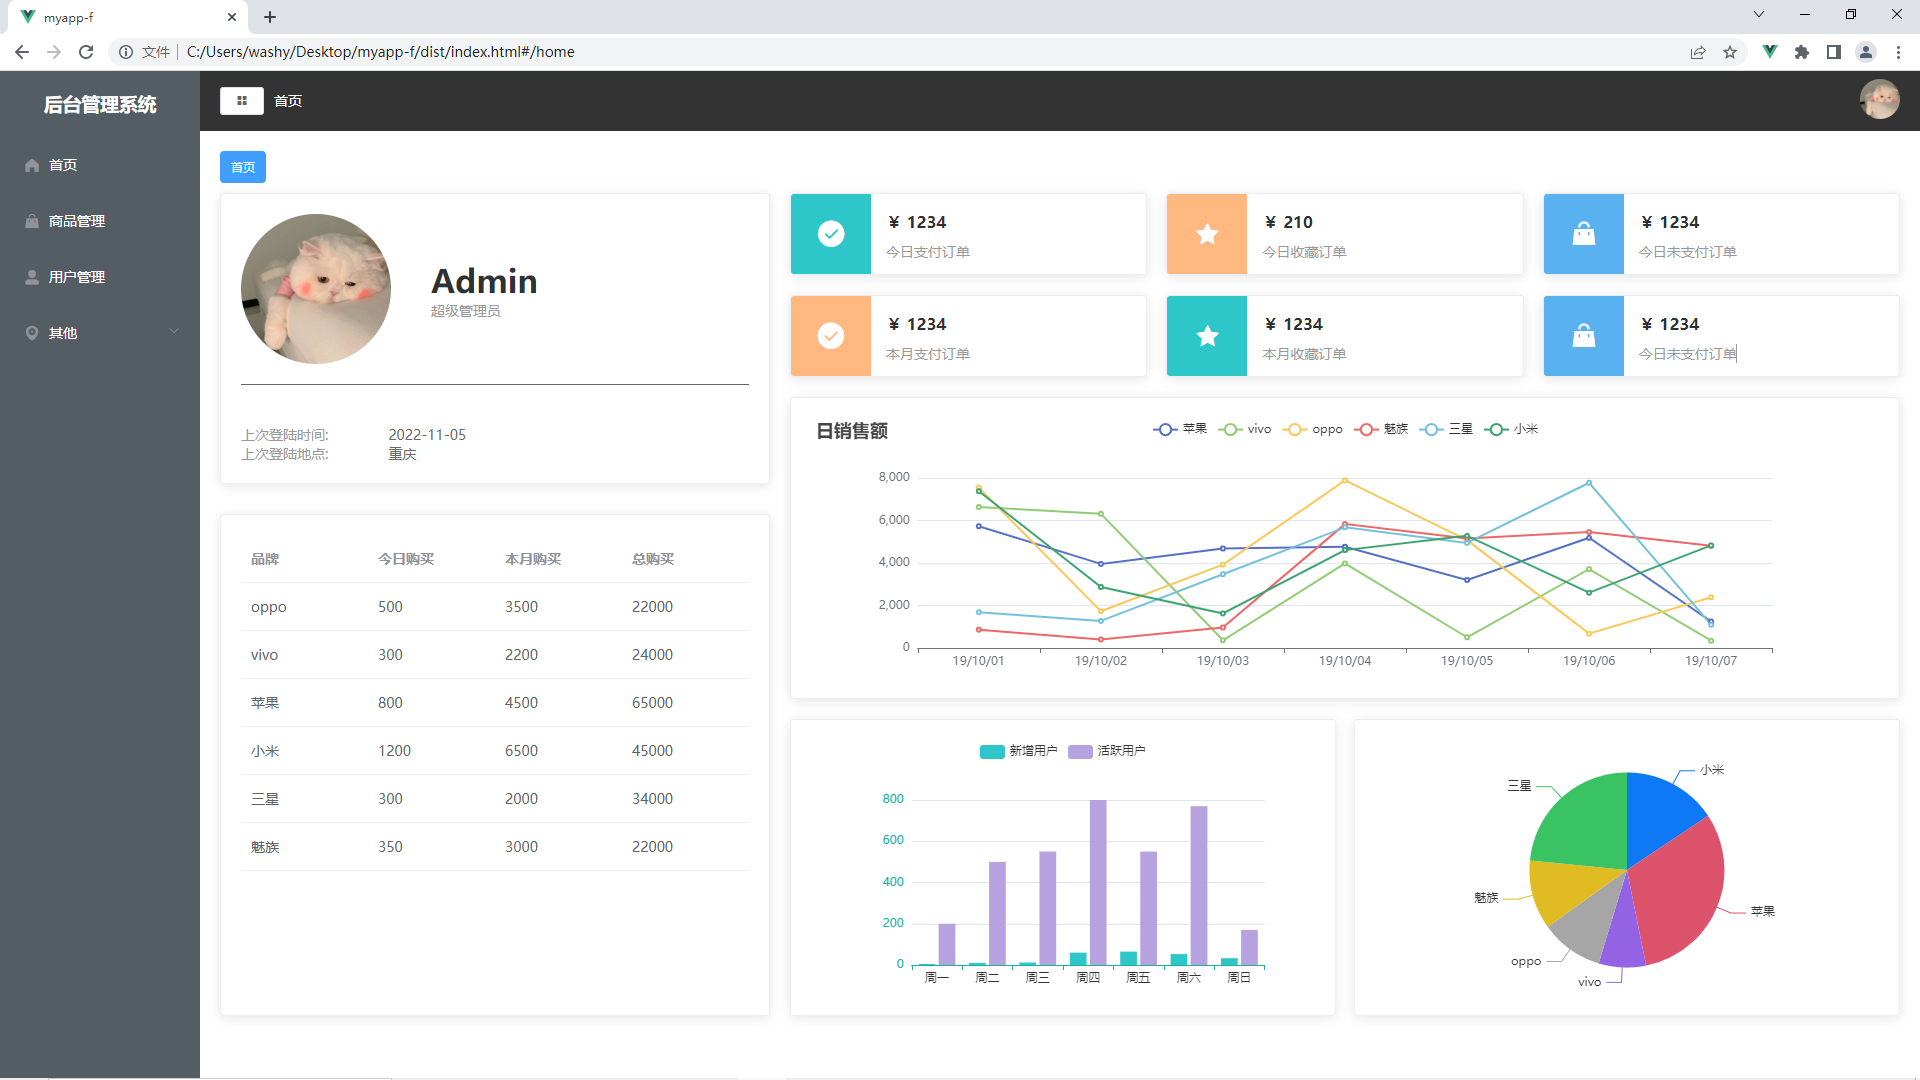 myapp-f
文件 C:/Users/washy/Desktop/myapp-f/dist/index.html#/home
后台管理系统
首页
商品管理
用户管理
其他
首页
首页
Admin
超级管理员
上次登陆时间: 2022-11-05
上次登陆地点: 重庆
品牌 今日购买 本月购买 总购买
oppo 500 3500 22000
vivo 300 2200 24000
苹果 800 4500 65000
小米 1200 6500 45000
三星 300 2000 34000
魅族 350 3000 22000
¥ 1234
今日支付订单
¥ 210
今日收藏订单
¥ 1234
今日未支付订单
¥ 1234
本月支付订单
¥ 1234
本月收藏订单
¥ 1234
今日未支付订单
日销售额
苹果 vivo oppo 魅族 三星 小米
8,000
6,000
4,000
2,000
0
19/10/01 19/10/02 19/10/03 19/10/04 19/10/05 19/10/06 19/10/07
新增用户 活跃用户
800
600
400
200
0
周一 周二 周三 周四 周五 周六 周日
小米
三星
魅族
苹果
oppo
vivo